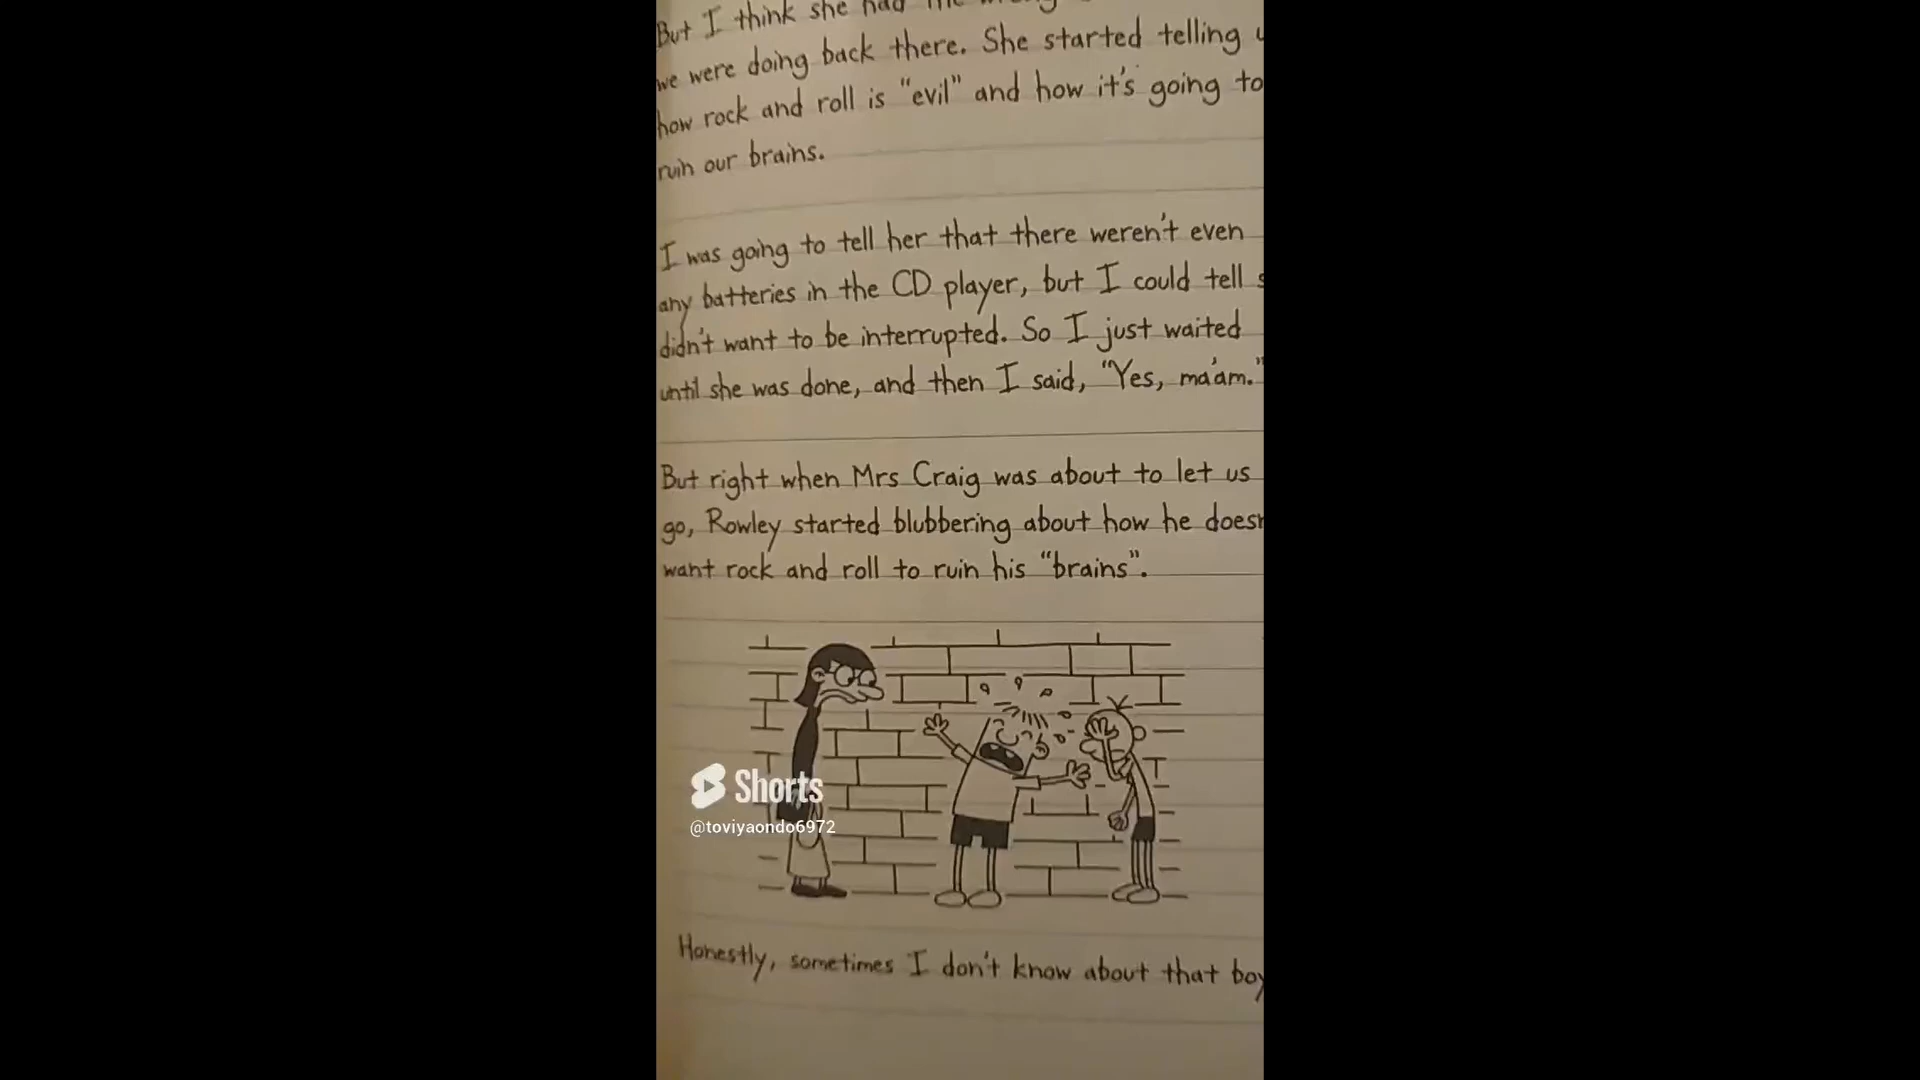 But I think she had the
we were doing back there. She started telling
how rock and roll is "evil" and how it's going to
ruin our brains.
I was going to tell her that there weren't even
any batteries in the CD player, but I could tell
didn't want to be interrupted. So I just waited
until she was done, and then I said, "Yes, ma'am."
But right when Mrs Craig was about to let us
go, Rowley started blubbering about how he
want rock and roll to ruin his "brains".
Shorts
@toviyaondo6972
Honestly, sometimes I don't know about that boy